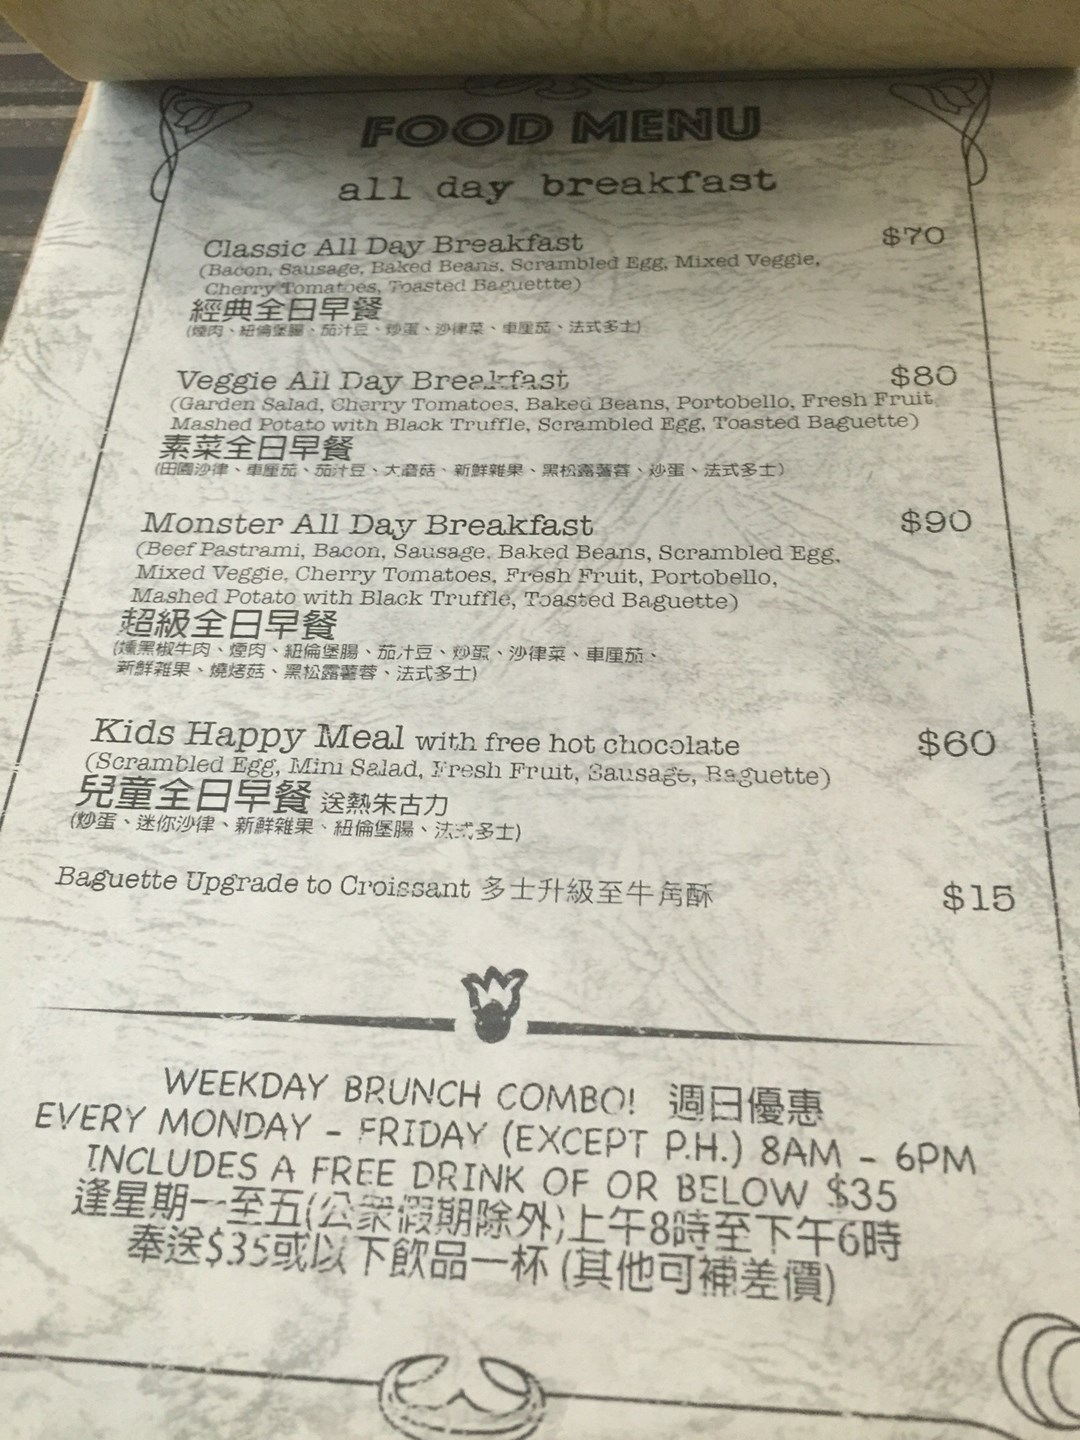 FOOD MENU
all day breakfast
Classic All Day Breakfast $70
(Bacon, Sausage, Baked Beans, Scrambled Egg, Mixed Veggie,
Cherry Tomatoes, Toasted Baguettte)
經典全日早餐
(煙肉、紐倫堡腸、茄汁豆、炒蛋、沙律菜、車厘茄、法式多士)
Veggie All Day Breakfast $80
(Garden Salad, Cherry Tomatoes, Baked Beans, Portobello, Fresh Fruit,
Mashed Potato with Black Truffle, Scrambled Egg, Toasted Baguette)
素菜全日早餐
(田園沙律、車厘茄、茄汁豆、大蘑菇、新鮮雜果、黑松露薯蓉、炒蛋、法式多士)
Monster All Day Breakfast $90
(Beef Pastrami, Bacon, Sausage, Baked Beans, Scrambled Egg,
Mixed Veggie, Cherry Tomatoes, Fresh Fruit, Portobello,
Mashed Potato with Black Truffle, Toasted Baguette)
超級全日早餐
(燻黑椒牛肉、煙肉、紐倫堡腸、茄汁豆、炒蛋、沙律菜、車厘茄、
新鮮雜果、燒烤菇、黑松露薯蓉、法式多士)
Kids Happy Meal with free hot chocolate $60
(Scrambled Egg, Mini Salad, Fresh Fruit, Sausage, Baguette)
兒童全日早餐 送熱朱古力
(炒蛋、迷你沙律、新鮮雜果、紐倫堡腸、法式多士)
Baguette Upgrade to Croissant 多士升級至牛角酥 $15
WEEKDAY BRUNCH COMBO! 週日優惠
EVERY MONDAY - FRIDAY (EXCEPT P.H.) 8AM - 6PM
INCLUDES A FREE DRINK OF OR BELOW $35
逢星期一至五(公眾假期除外)上午8時至下午6時
奉送$35或以下飲品一杯 (其他可補差價)